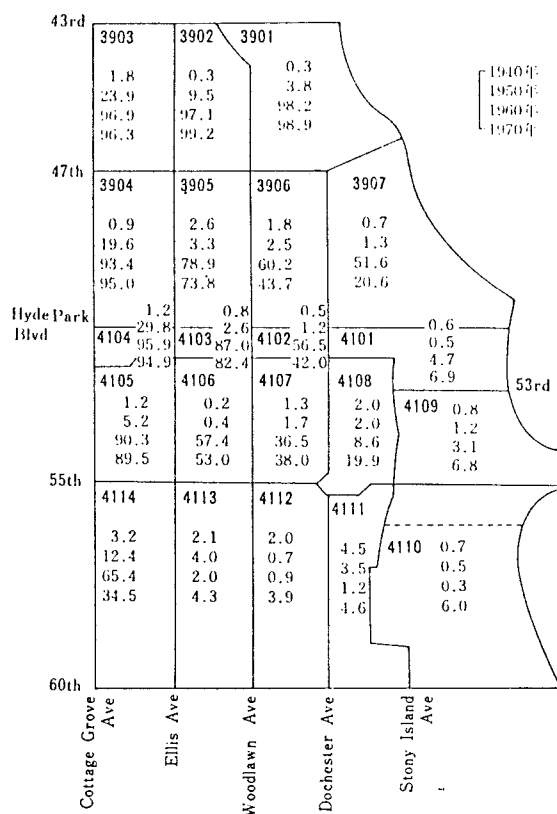 43rd
3903 3902 3901
1.8 0.3 0.3
23.9 9.5 3.8
96.9 97.1 98.2
96.3 99.2 98.9
1940年
1950年
1960年
1970年
47th
3904 3905 3906 3907
0.9 2.6 1.8 0.7
19.6 3.3 2.5 1.3
93.4 78.9 60.2 51.6
95.0 73.8 43.7 20.6
Hyde Park
Blvd
4104 4103 4102 4101
1.2 0.8 0.5 0.6
29.8 2.6 1.2 0.5
95.9 87.0 56.5 4.7
94.9 82.4 42.0 6.9
53rd
4105 4106 4107 4108 4109
1.2 0.2 1.3 2.0 0.8
5.2 0.4 1.7 2.0 1.2
90.3 57.4 36.5 8.6 3.1
89.5 53.0 38.0 19.9 6.8
55th
4114 4113 4112 4111 4110
3.2 2.1 2.0 4.5 0.7
12.4 4.0 0.7 3.5 0.5
65.4 2.0 0.9 1.2 0.3
34.5 4.3 3.9 4.6 6.0
60th
Cottage Grove
Ave
Ellis Ave
Woodlawn Ave
Dochester Ave
Stony Island
Ave